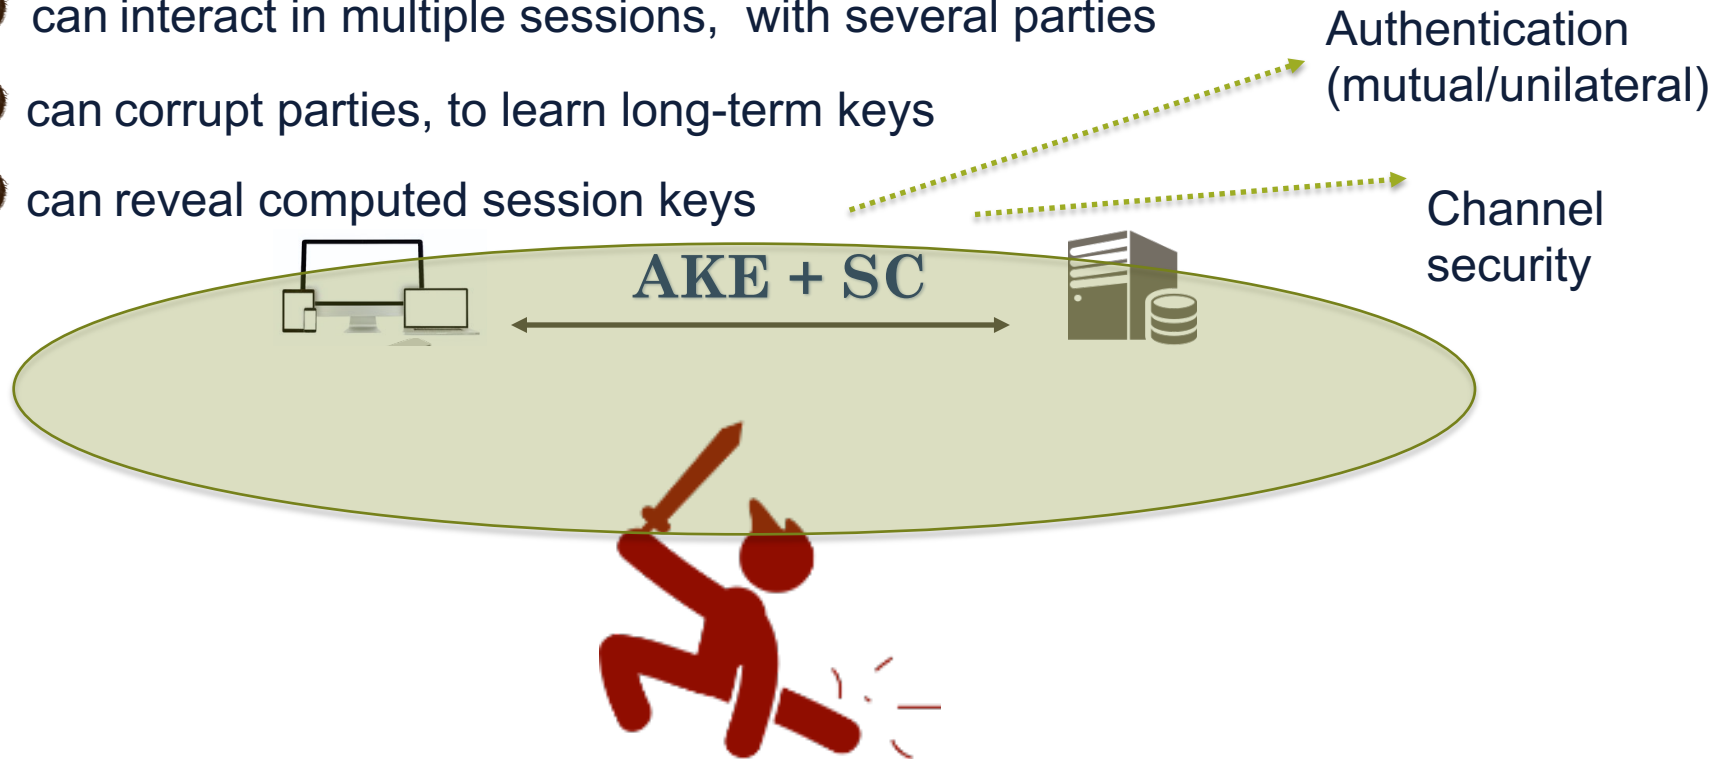 can interact in multiple sessions, with several parties
can corrupt parties, to learn long-term keys
can reveal computed session keys
Authentication
(mutual/unilateral)
Channel
security
AKE + SC